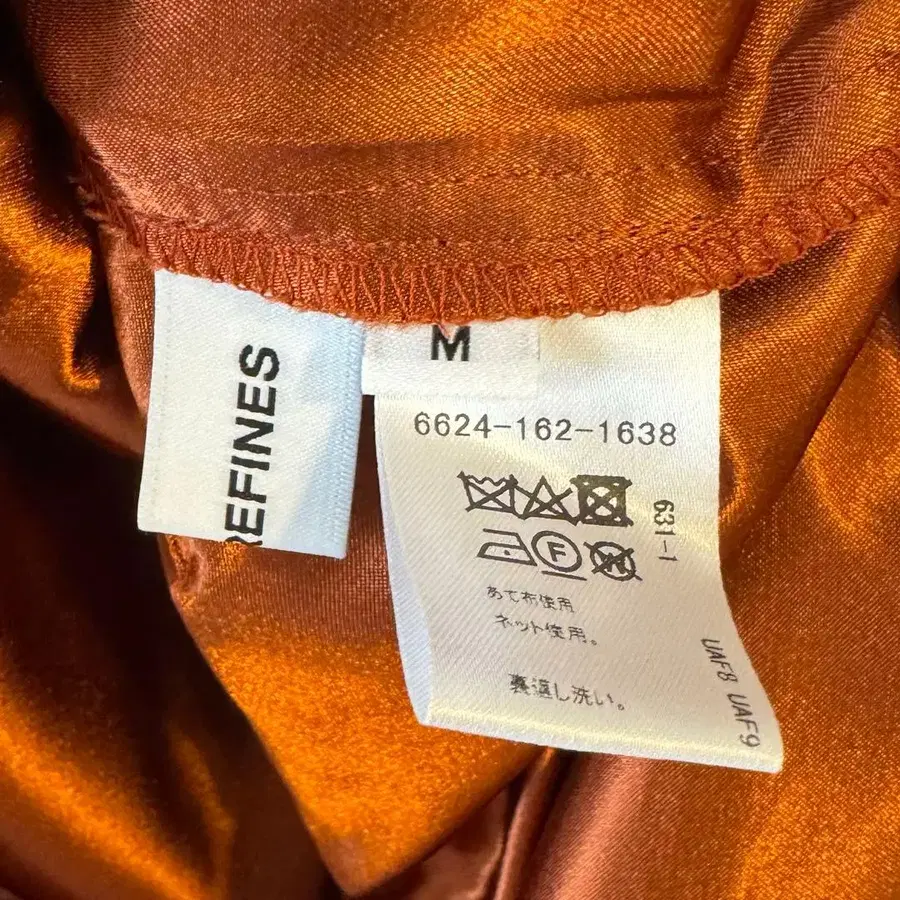 REFINES
M
6624-162-1638
631-1
F
W
あて布使用
ネット使用。
裏返し洗い。
UAF8 UAF9